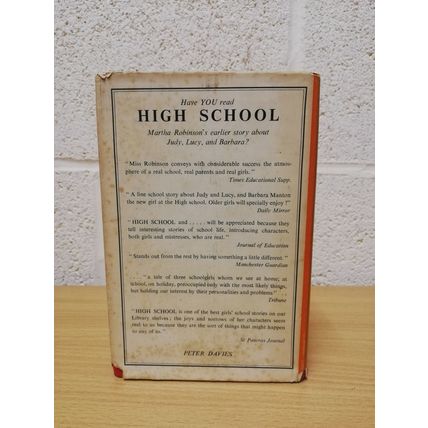 Have YOU read
HIGH SCHOOL
Martha Robinson's earlier story about
Judy, Lucy, and Barbara?
"Miss Robinson conveys with considerable success the atmos-
phere of a real school, real parents and real girls."
Times Educational Supp.
"A fine school story about Judy and Lucy, and Barbara Manton
the new girl at the High school. Older girls will specially enjoy!"
Daily Mirror
"HIGH SCHOOL and . . . . . will be appreciated because they
tell interesting stories of school life, introducing characters,
both girls and mistresses, who are real."
Journal of Education
"Stands out from the rest by having something a little different."
Manchester Guardian
. . . "a tale of three schoolgirls whom we see at home, at
school, on holiday, preoccupied only with the most likely things,
but holding our interest by their personalities and problems" . .
Tribune
"HIGH SCHOOL is one of the best girls' school stories on our
Library shelves; the joys and sorrows of her characters seem
real to us because they are the sort of things that might happen
to any of us."
St Pancras Journal
PETER DAVIES